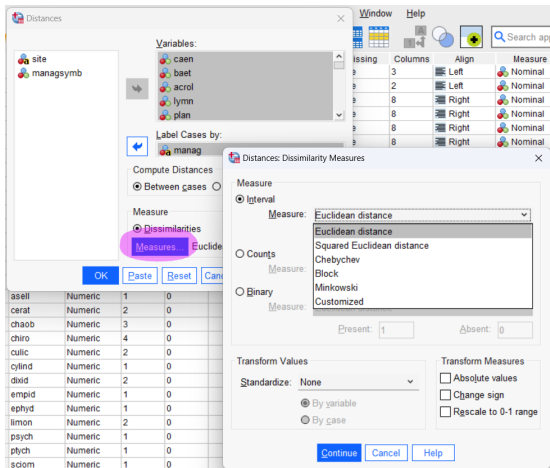 Distances
Window Help
Search app
site
managsymb
Variables:
caen
baet
acrol
lymn
plan
Label Cases by:
manag
Compute Distances
Between cases
Measure
Dissimilarities
Measures... Euclide
OK Paste Reset Canc
issing Columns Align Measure
e 3 Left Nominal
e 2 Left Nominal
e 8 Right Nominal
e 8 Right Nominal
e 8 Right Nominal
e 8 Right Nominal
Distances: Dissimilarity Measures
Measure
Interval
Measure: Euclidean distance
Euclidean distance
Squared Euclidean distance
Chebychev
Block
Minkowski
Customized
Counts
Measure:
Binary
Measure:
Present: 1 Absent: 0
Transform Values
Standardize: None
By variable
By case
Transform Measures
Absolute values
Change sign
Rescale to 0-1 range
Continue Cancel Help
asell Numeric 1 0
cerat Numeric 2 0
chaob Numeric 3 0
chiro Numeric 4 0
culic Numeric 2 0
cylind Numeric 1 0
dixid Numeric 2 0
empid Numeric 1 0
ephyd Numeric 1 0
limon Numeric 2 0
psych Numeric 1 0
ptych Numeric 1 0
sciom Numeric 1 0